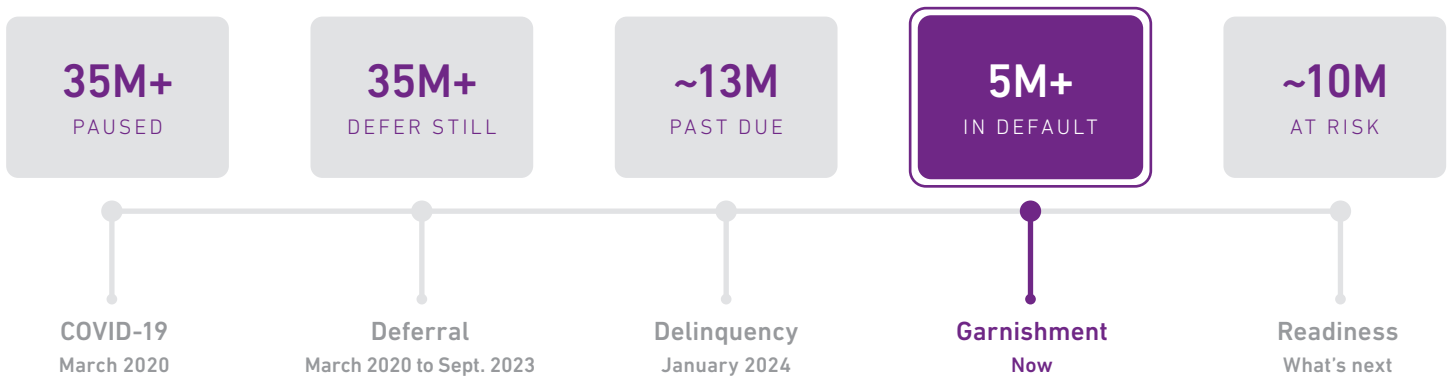 35M+
PAUSED
35M+
DEFER STILL
~13M
PAST DUE
5M+
IN DEFAULT
~10M
AT RISK
COVID-19
March 2020
Deferral
March 2020 to Sept. 2023
Delinquency
January 2024
Garnishment
Now
Readiness
What's next